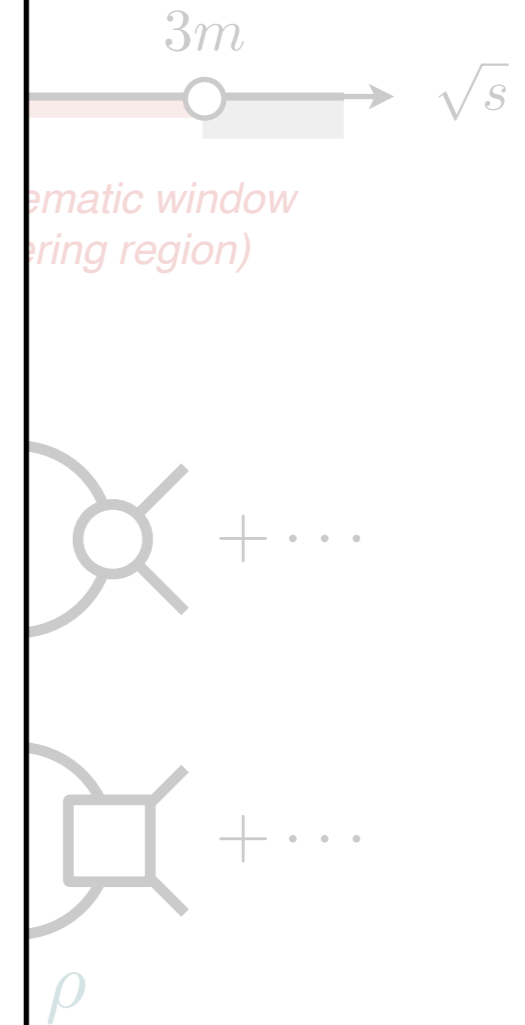 3m
√s
ematic window
ering region)
+ ···
+ ···
ρ